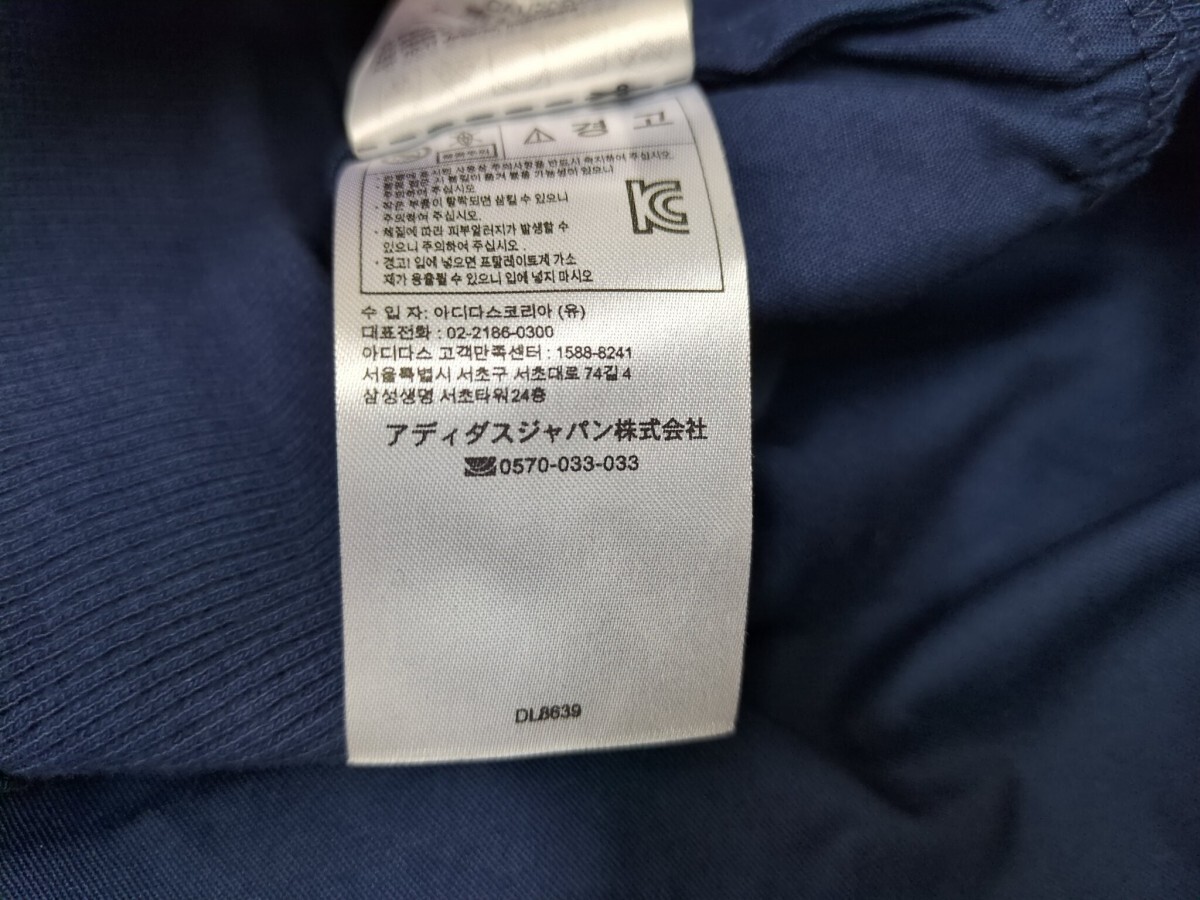 ⚠ 경 고
주의하여 주십시오
· 작은 부품이 탈락되면 삼킬 수 있으니
주의하여 주십시오.
· 체질에 따라 피부알러지가 발생할 수
있으니 주의하여 주십시오.
· 경고! 입에 넣으면 프탈레이트계 가소
제가 용출될 수 있으니 입에 넣지 마시오
수 입 자: 아디다스코리아 (유)
대표전화 : 02-2186-0300
아디다스 고객만족센터 : 1588-8241
서울특별시 서초구 서초대로 74길 4
삼성생명 서초타워 24층
アディダスジャパン株式会社
0570-033-033
DL8639